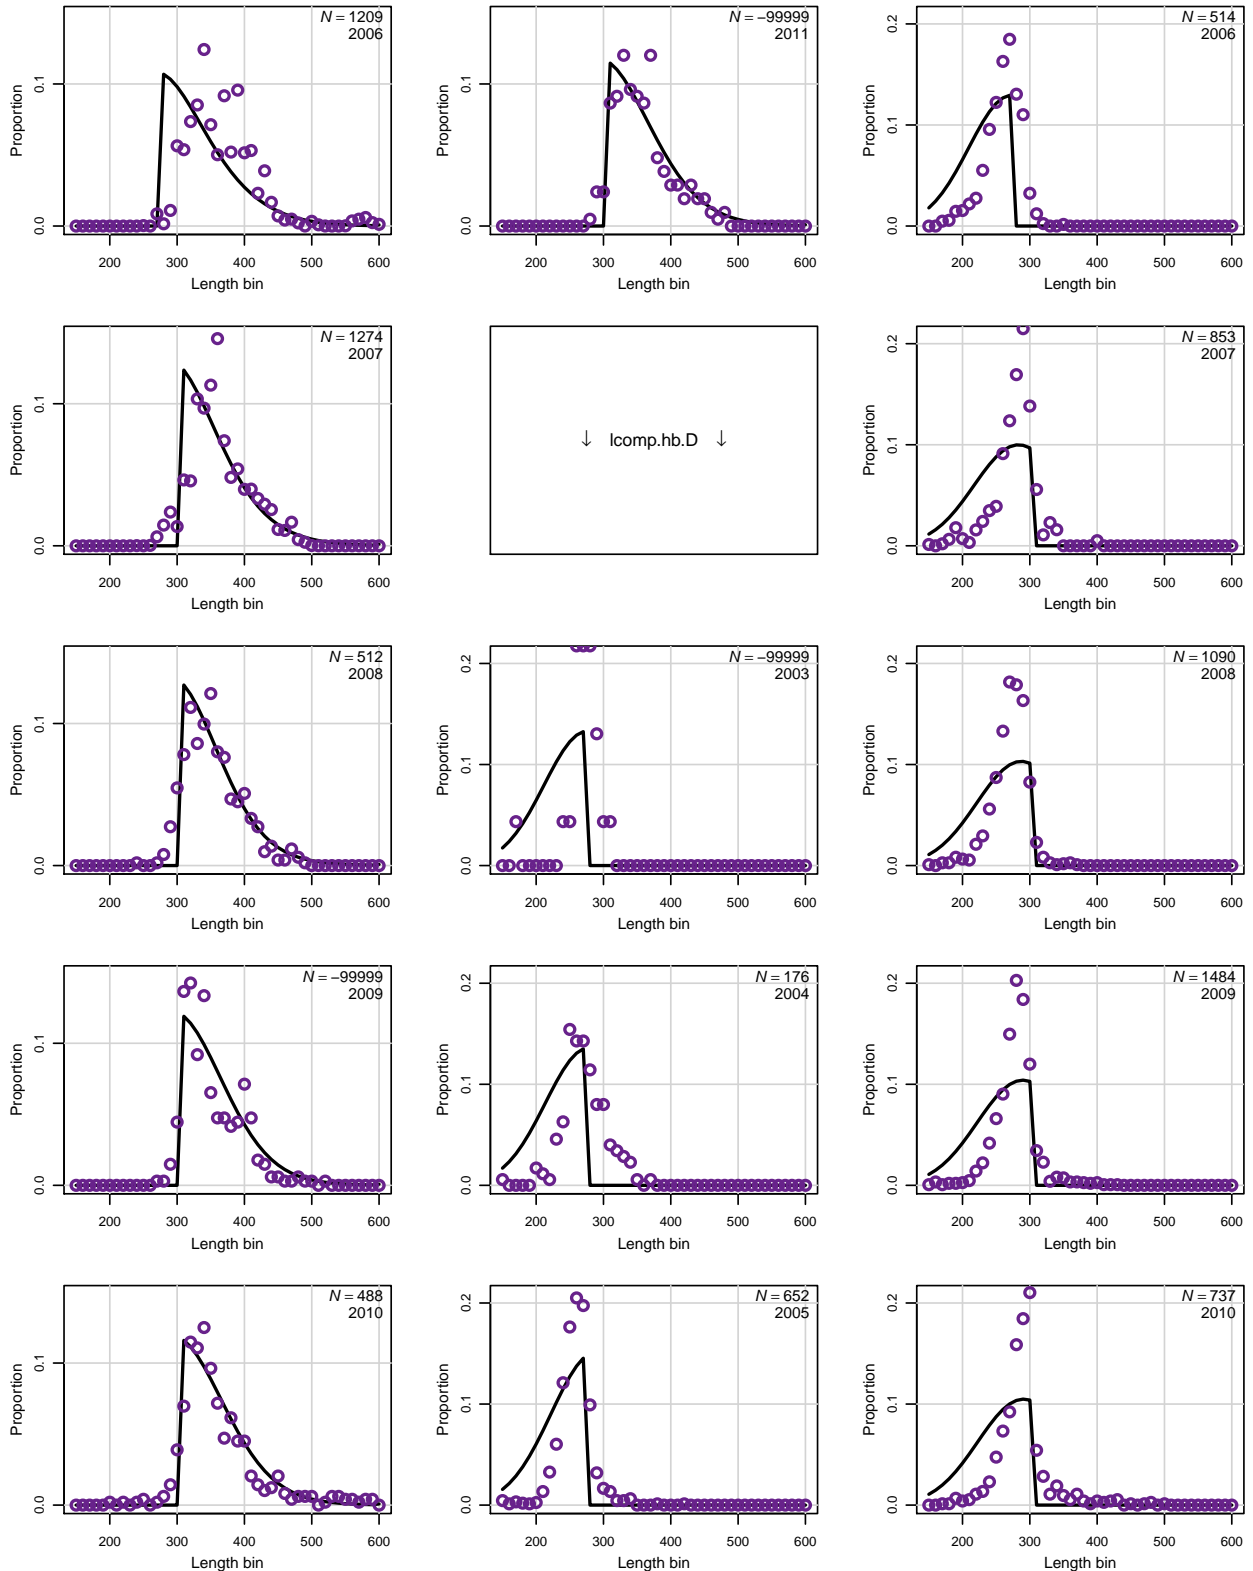 N = 1209
2006
Proportion
0.0
0.1
200 300 400 500 600
Length bin
N = −99999
2011
Proportion
0.0
0.1
200 300 400 500 600
Length bin
N = 514
2006
Proportion
0.0
0.1
0.2
200 300 400 500 600
Length bin
N = 1274
2007
Proportion
0.0
0.1
200 300 400 500 600
Length bin
↓ lcomp.hb.D ↓
N = 853
2007
Proportion
0.0
0.1
0.2
200 300 400 500 600
Length bin
N = 512
2008
Proportion
0.0
0.1
200 300 400 500 600
Length bin
N = −99999
2003
Proportion
0.0
0.1
0.2
200 300 400 500 600
Length bin
N = 1090
2008
Proportion
0.0
0.1
0.2
200 300 400 500 600
Length bin
N = −99999
2009
Proportion
0.0
0.1
200 300 400 500 600
Length bin
N = 176
2004
Proportion
0.0
0.1
0.2
200 300 400 500 600
Length bin
N = 1484
2009
Proportion
0.0
0.1
0.2
200 300 400 500 600
Length bin
N = 488
2010
Proportion
0.0
0.1
200 300 400 500 600
Length bin
N = 652
2005
Proportion
0.0
0.1
0.2
200 300 400 500 600
Length bin
N = 737
2010
Proportion
0.0
0.1
0.2
200 300 400 500 600
Length bin